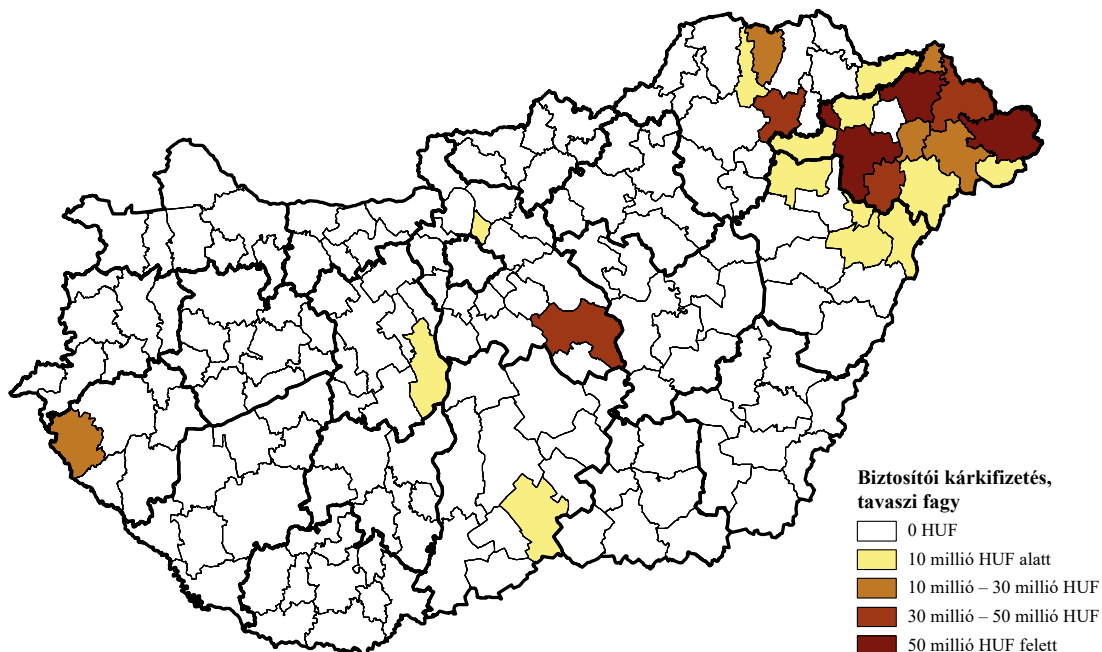 Biztosítói kárkifizetés,
tavaszi fagy
0 HUF
10 millió HUF alatt
10 millió – 30 millió HUF
30 millió – 50 millió HUF
50 millió HUF felett